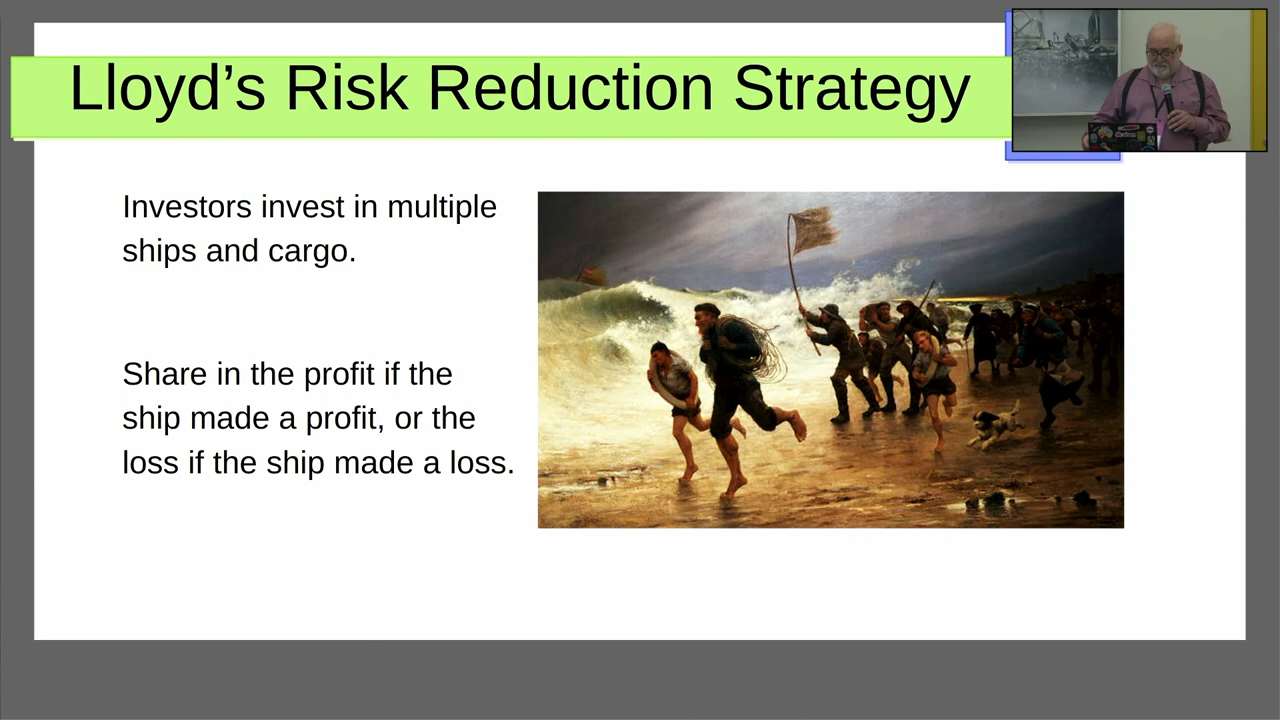 Lloyd’s Risk Reduction Strategy
Investors invest in multiple
ships and cargo.
Share in the profit if the
ship made a profit, or the
loss if the ship made a loss.